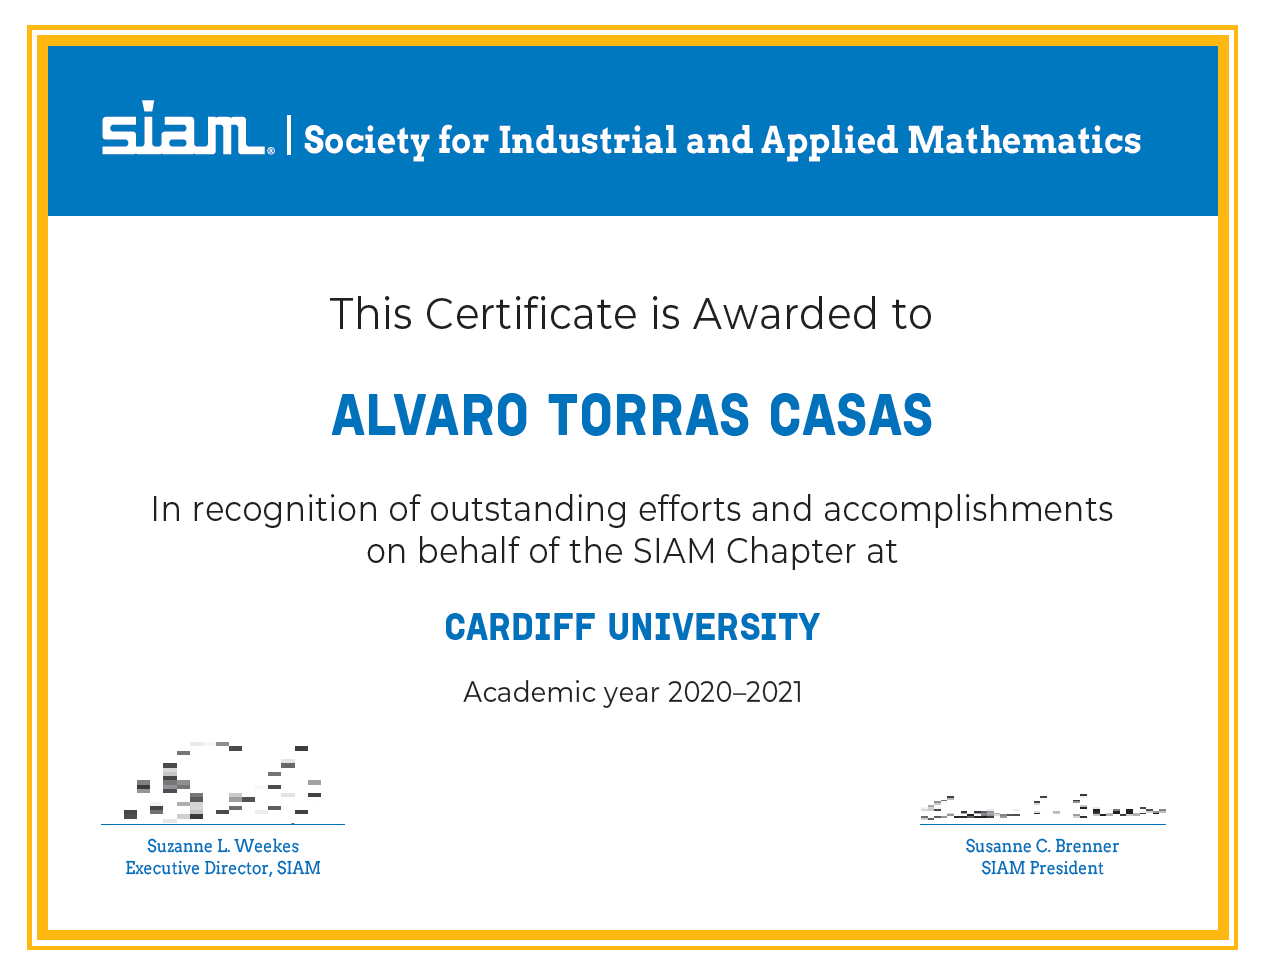 siam® | Society for Industrial and Applied Mathematics
This Certificate is Awarded to
ALVARO TORRAS CASAS
In recognition of outstanding efforts and accomplishments
on behalf of the SIAM Chapter at
CARDIFF UNIVERSITY
Academic year 2020–2021
Suzanne L. Weekes
Executive Director, SIAM
Susanne C. Brenner
SIAM President